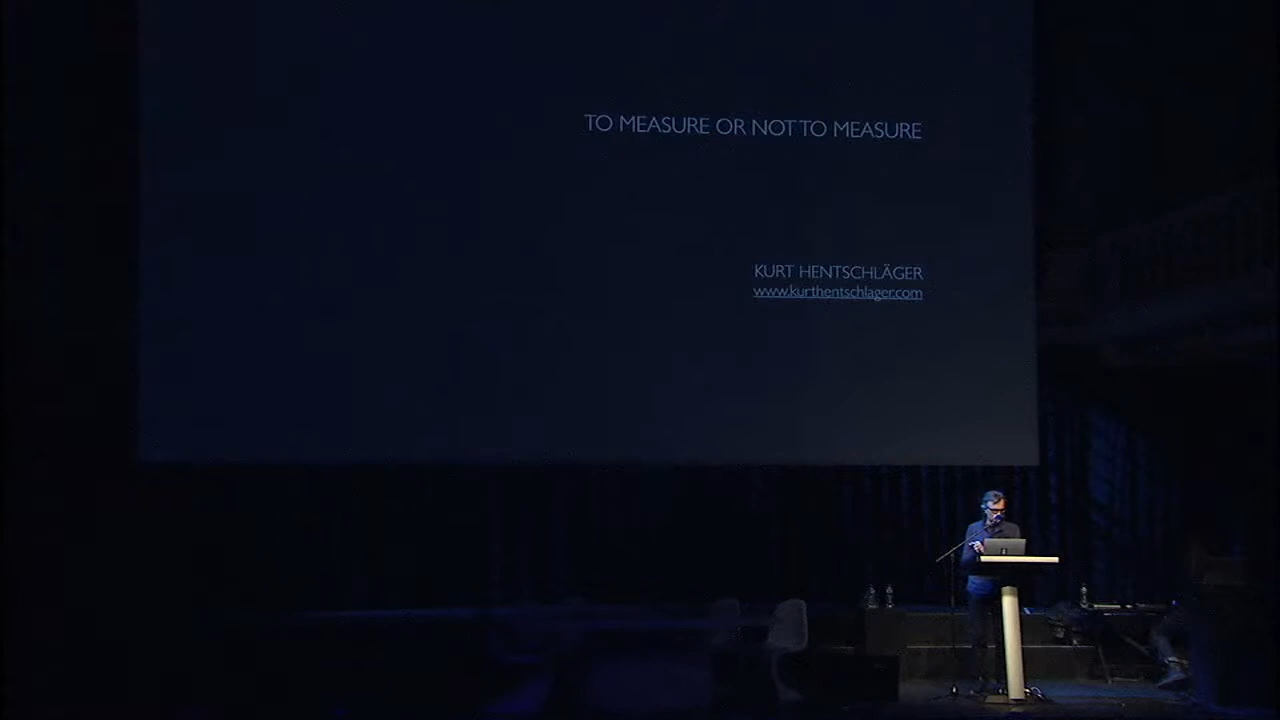 TO MEASURE OR NOT TO MEASURE
KURT HENTSCHLÄGER
www.kurthentschlager.com